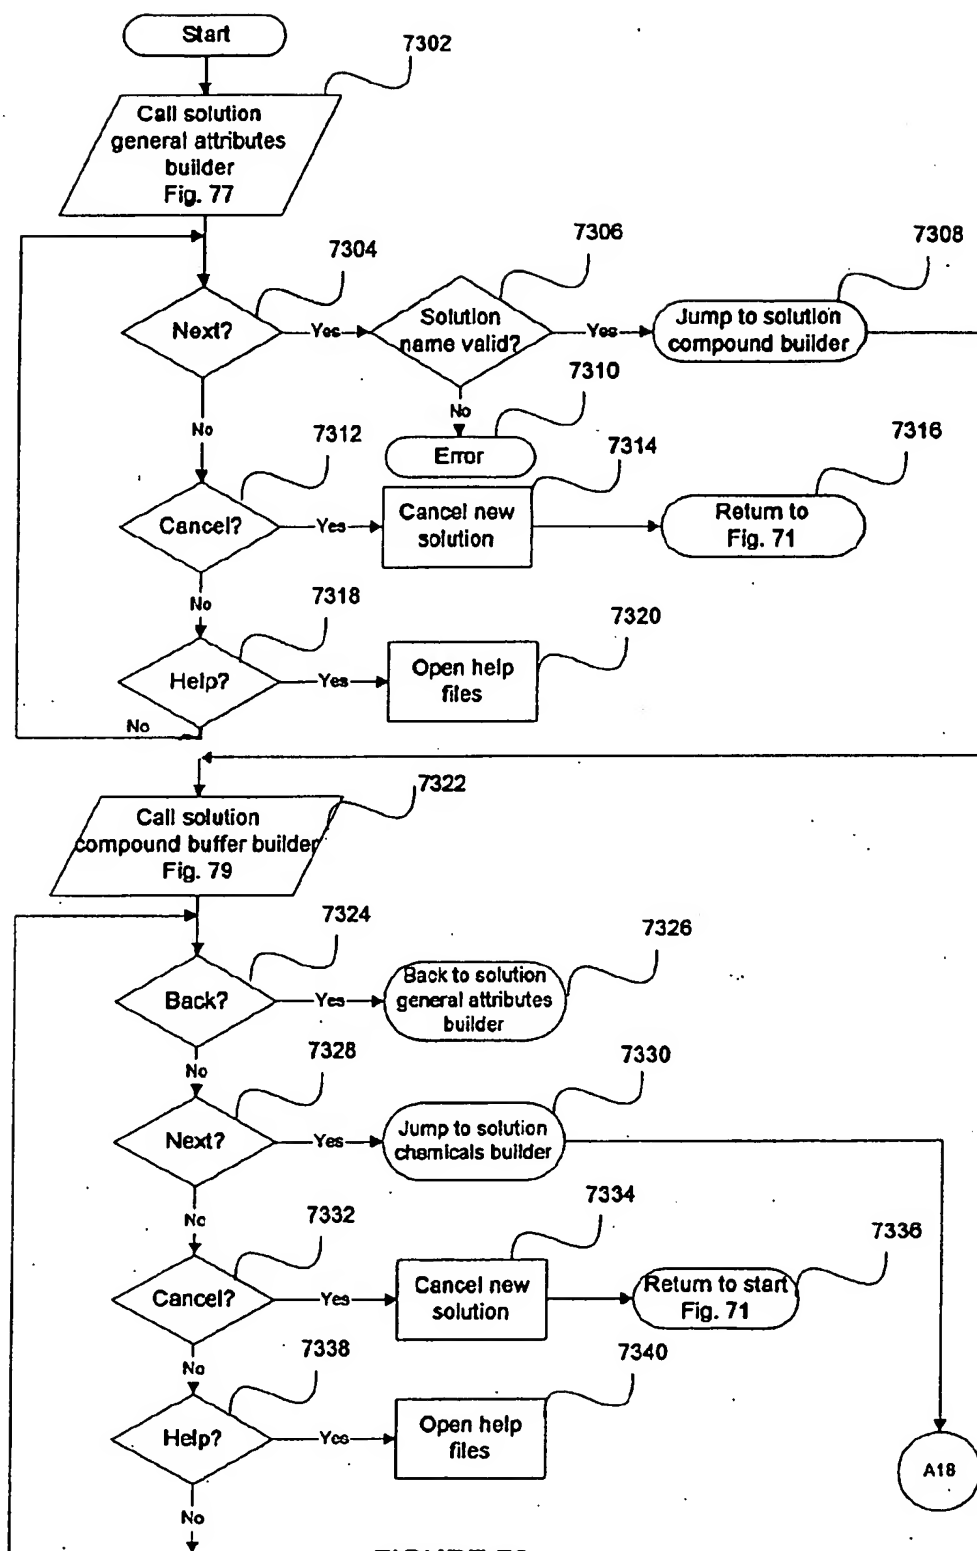 Start
7302
Call solution
general attributes
builder
Fig. 77
7304
7306
7308
Next?
Yes
Solution
name valid?
Yes
Jump to solution
compound builder
No
No
7310
Error
7312
7314
7316
Cancel?
Yes
Cancel new
solution
Return to
Fig. 71
No
7318
7320
Help?
Yes
Open help
files
No
7322
Call solution
compound buffer builder
Fig. 79
7324
7326
Back?
Yes
Back to solution
general attributes
builder
No
7328
7330
Next?
Yes
Jump to solution
chemicals builder
No
7332
7334
7336
Cancel?
Yes
Cancel new
solution
Return to start
Fig. 71
No
7338
7340
Help?
Yes
Open help
files
A18
No